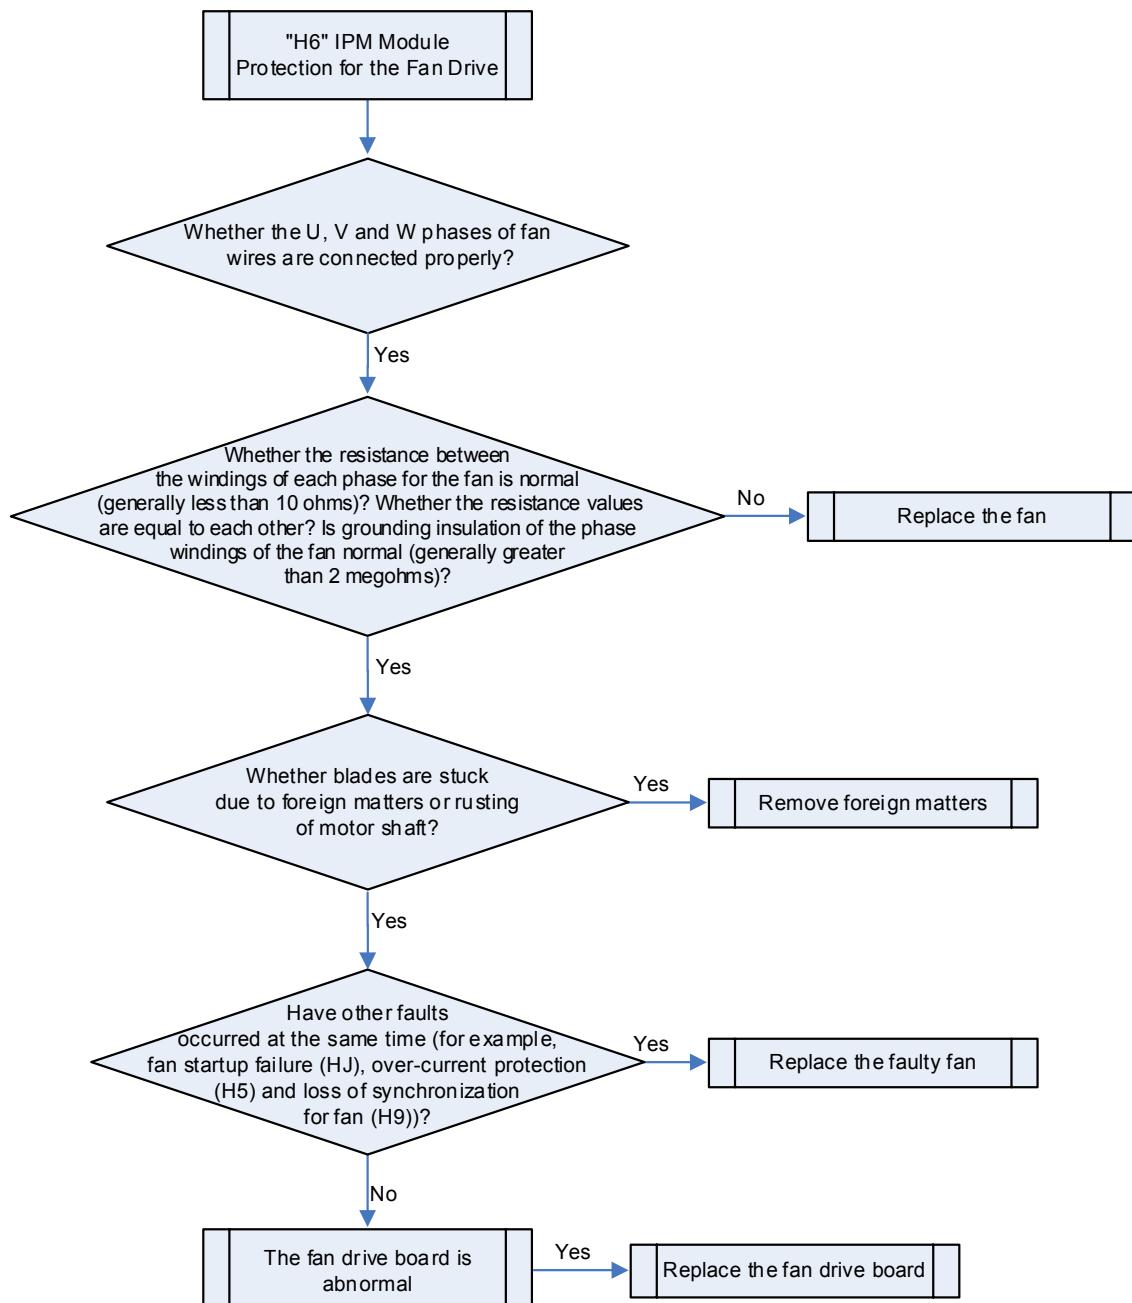 "H6" IPM Module
Protection for the Fan Drive
Whether the U, V and W phases of fan
wires are connected properly?
Yes
Whether the resistance between
the windings of each phase for the fan is normal
(generally less than 10 ohms)? Whether the resistance values
are equal to each other? Is grounding insulation of the phase
windings of the fan normal (generally greater
than 2 megohms)?
No
Replace the fan
Yes
Whether blades are stuck
due to foreign matters or rusting
of motor shaft?
Yes
Remove foreign matters
Yes
Have other faults
occurred at the same time (for example,
fan startup failure (HJ), over-current protection
(H5) and loss of synchronization
for fan (H9))?
Yes
Replace the faulty fan
No
The fan drive board is
abnormal
Yes
Replace the fan drive board